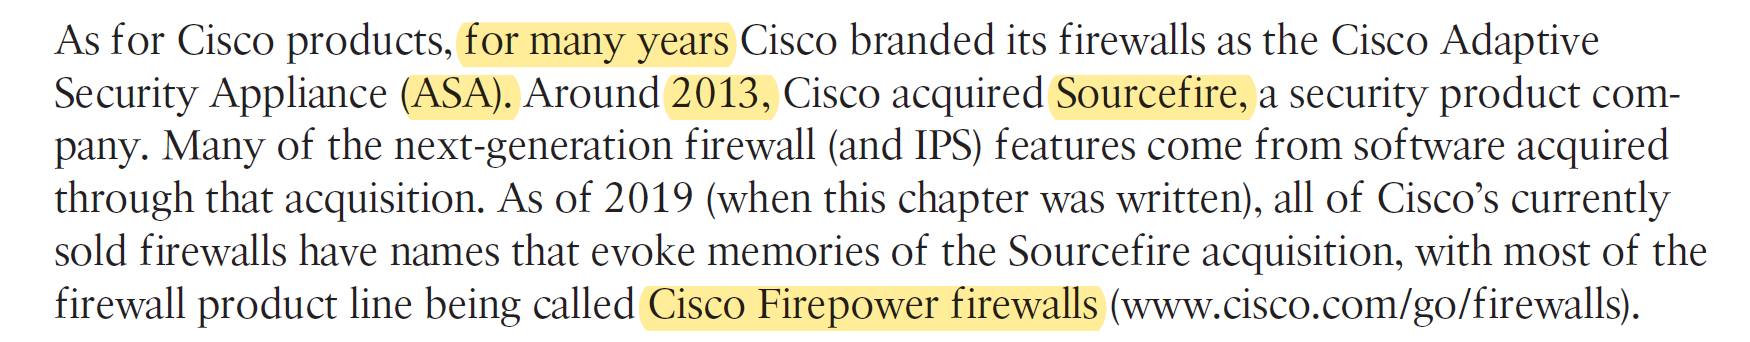 As for Cisco products, for many years Cisco branded its firewalls as the Cisco Adaptive
Security Appliance (ASA). Around 2013, Cisco acquired Sourcefire, a security product com-
pany. Many of the next-generation firewall (and IPS) features come from software acquired
through that acquisition. As of 2019 (when this chapter was written), all of Cisco’s currently
sold firewalls have names that evoke memories of the Sourcefire acquisition, with most of the
firewall product line being called Cisco Firepower firewalls (www.cisco.com/go/firewalls).